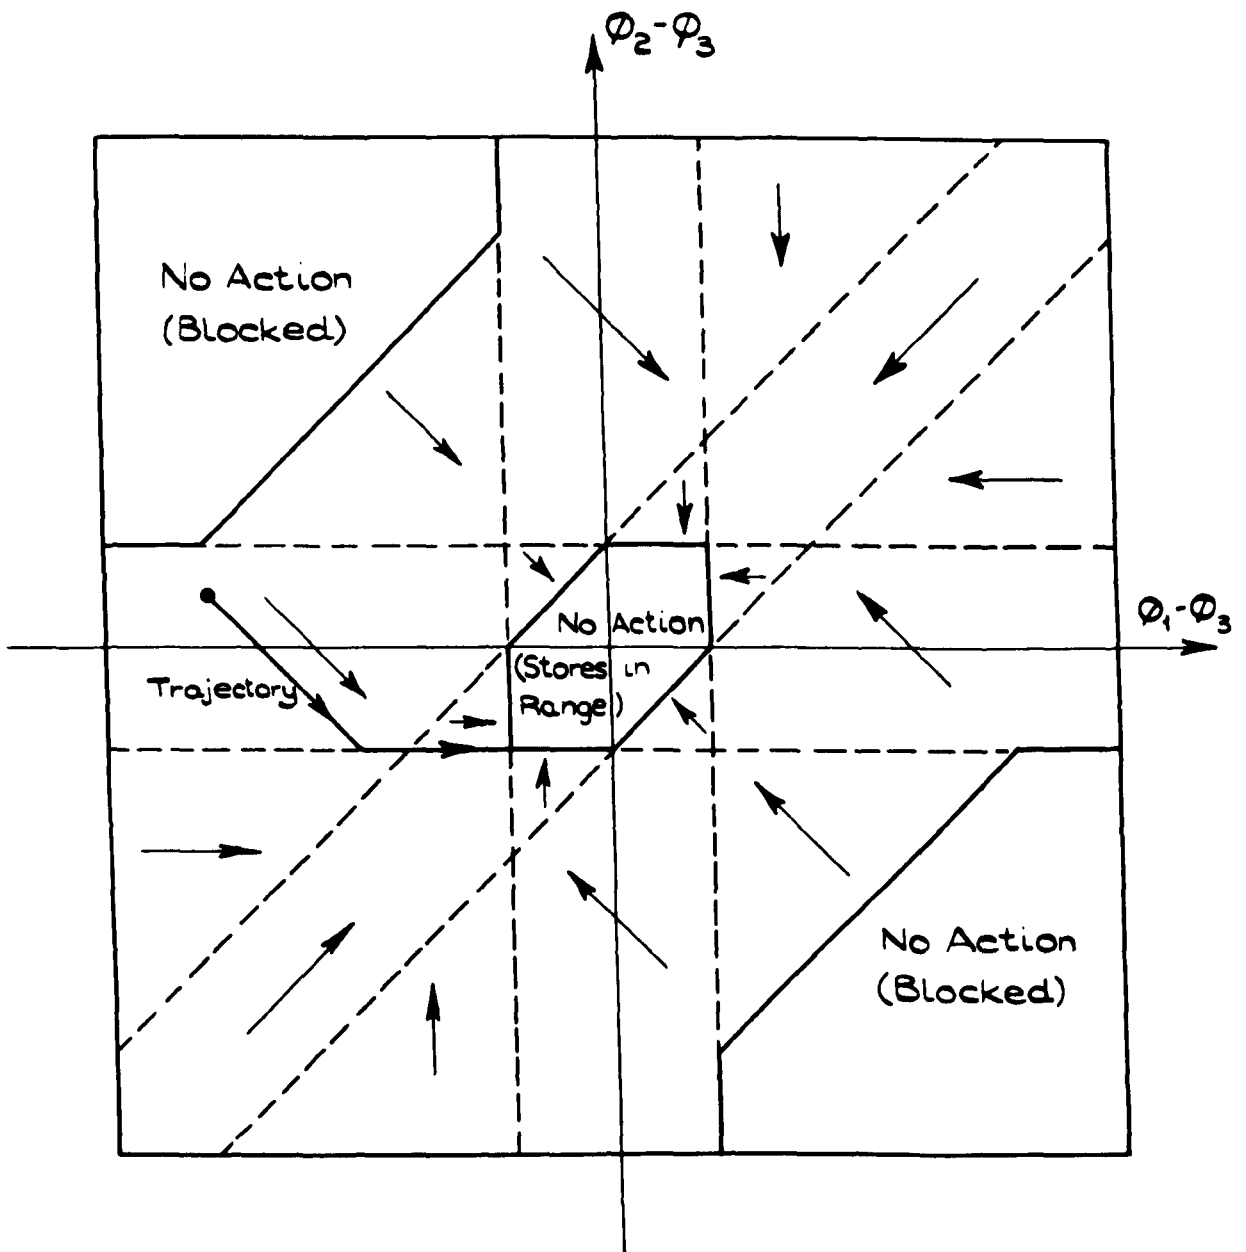 Φ₂-Φ₃
No Action
(Blocked)
No Action
(Stores in
Range)
Φ₁-Φ₃
Trajectory
No Action
(Blocked)